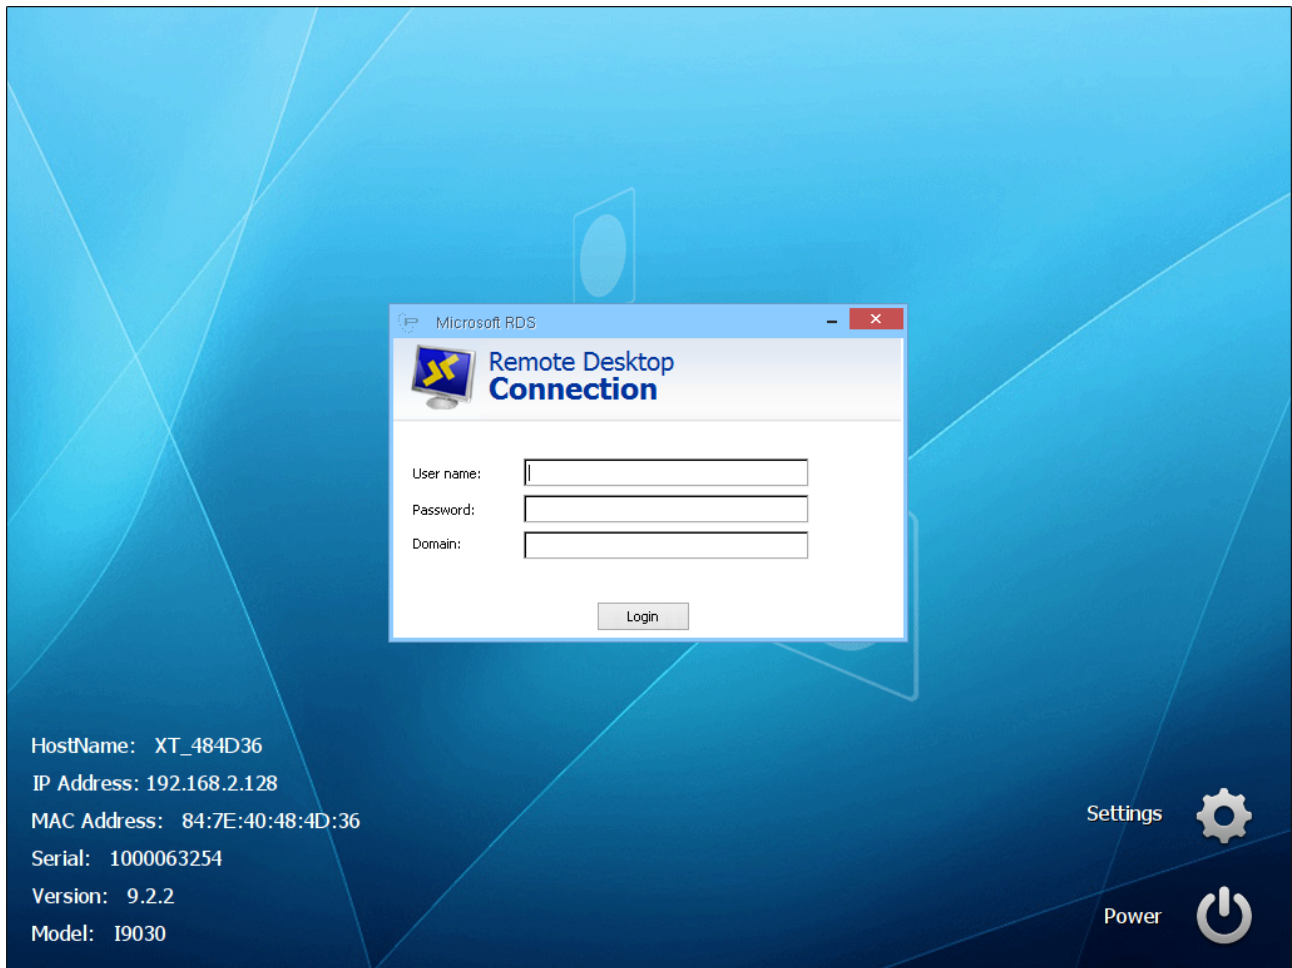 Microsoft RDS
Remote Desktop
Connection
User name:
Password:
Domain:
Login
HostName: XT_484D36
IP Address: 192.168.2.128
MAC Address: 84:7E:40:48:4D:36
Serial: 1000063254
Version: 9.2.2
Model: I9030
Settings
Power